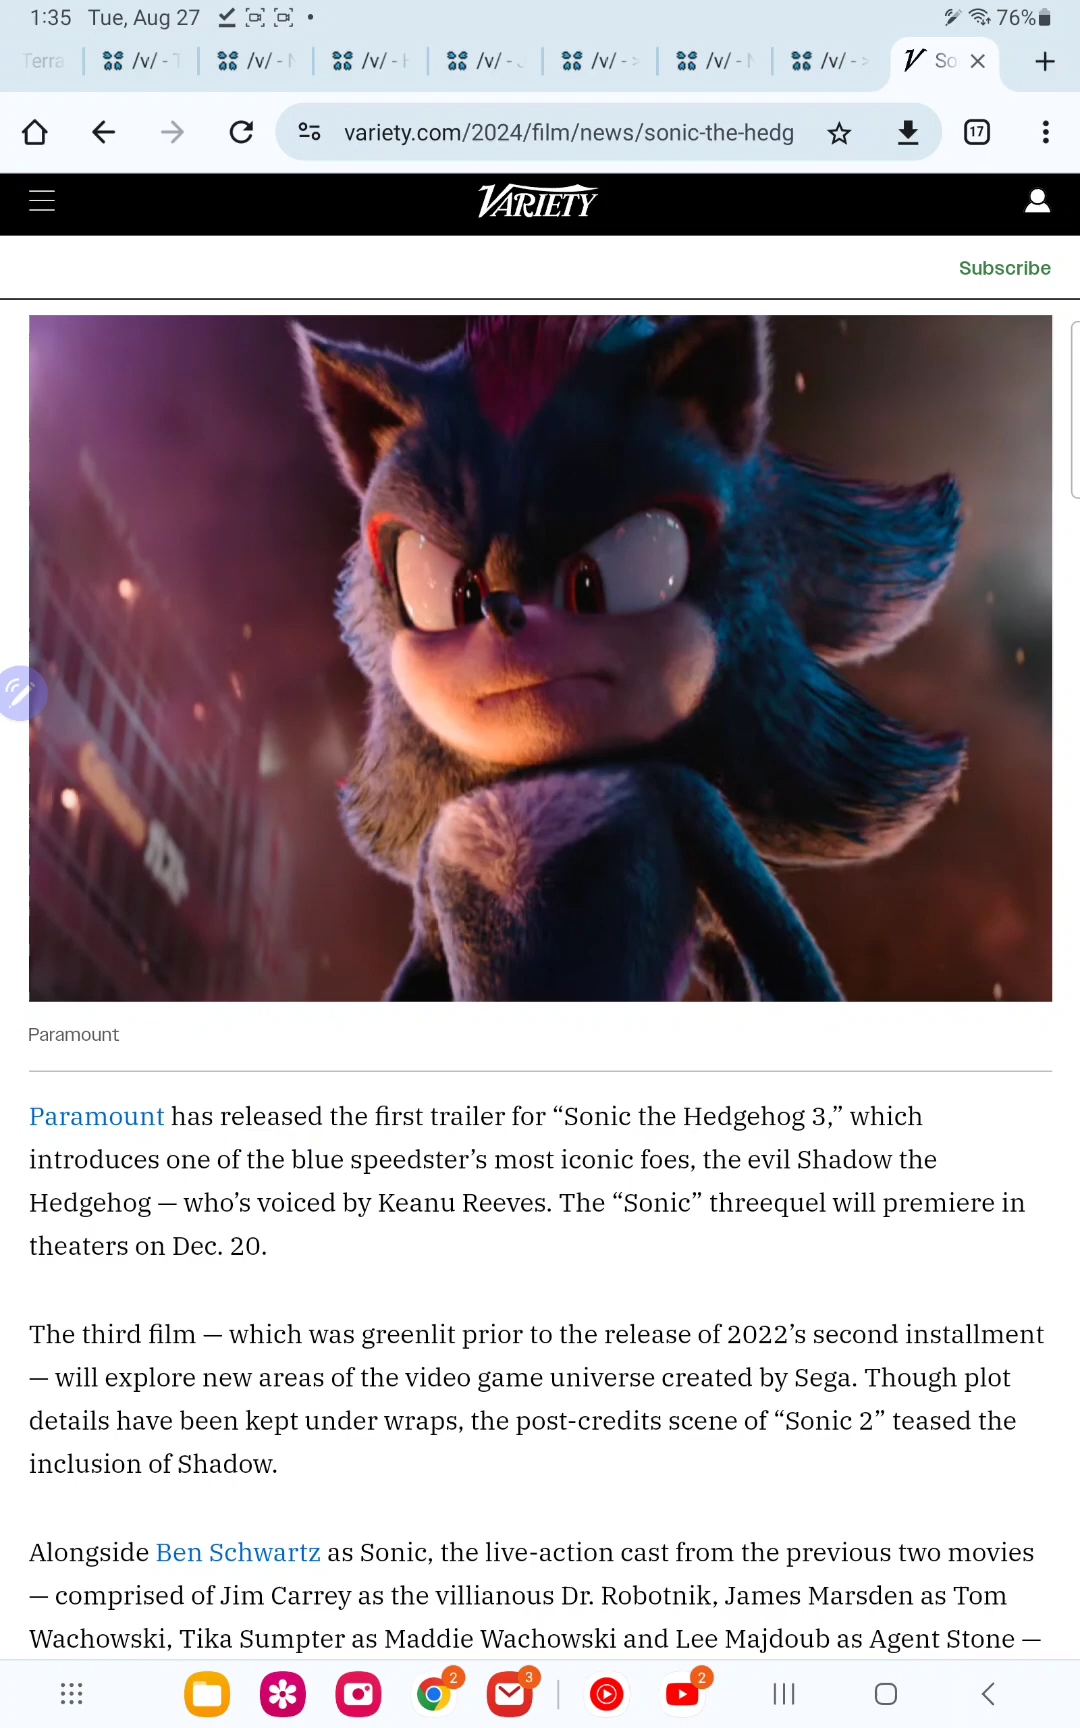 1:35 Tue, Aug 27
76%
Terra
/v/ - T
/v/ - N
/v/ - H
/v/ - J
/v/ - >
/v/ - N
/v/ - >
So
variety.com/2024/film/news/sonic-the-hedg
17
VARIETY
Subscribe
Paramount
Paramount has released the first trailer for “Sonic the Hedgehog 3,” which
introduces one of the blue speedster’s most iconic foes, the evil Shadow the
Hedgehog — who’s voiced by Keanu Reeves. The “Sonic” threequel will premiere in
theaters on Dec. 20.
The third film — which was greenlit prior to the release of 2022’s second installment
— will explore new areas of the video game universe created by Sega. Though plot
details have been kept under wraps, the post-credits scene of “Sonic 2” teased the
inclusion of Shadow.
Alongside Ben Schwartz as Sonic, the live-action cast from the previous two movies
— comprised of Jim Carrey as the villianous Dr. Robotnik, James Marsden as Tom
Wachowski, Tika Sumpter as Maddie Wachowski and Lee Majdoub as Agent Stone —
2
3
2